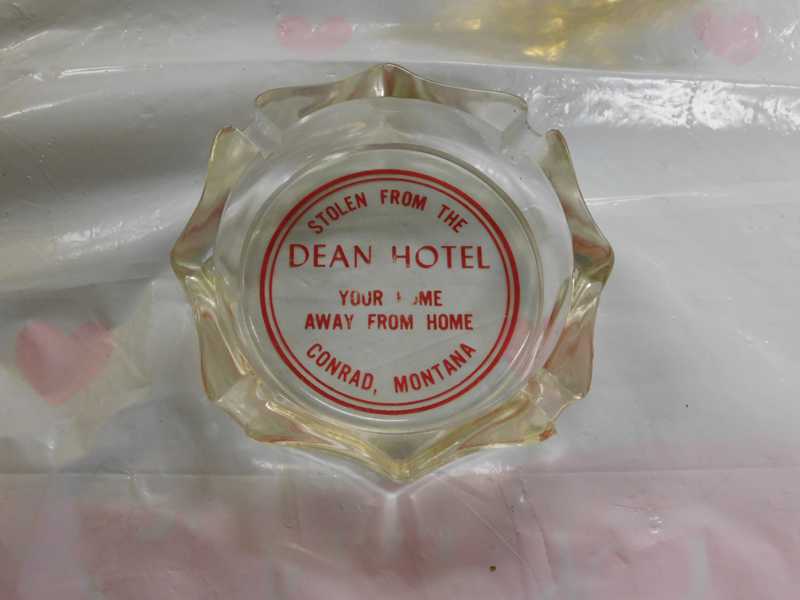 STOLEN FROM THE
DEAN HOTEL
YOUR HOME
AWAY FROM HOME
CONRAD, MONTANA